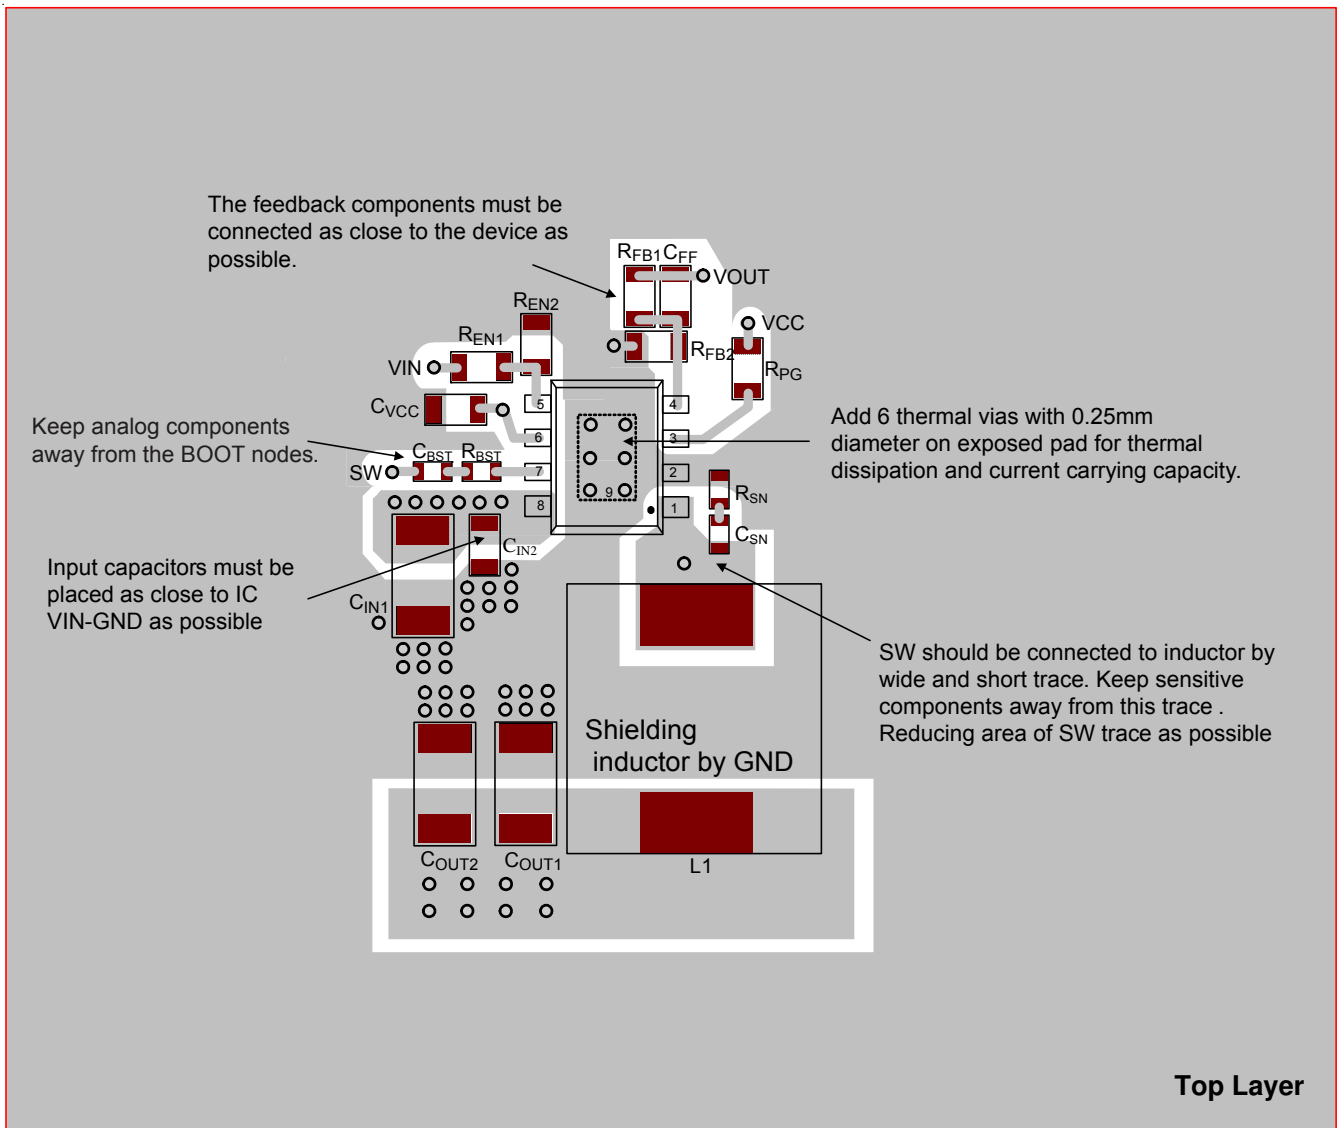 The feedback components must be
connected as close to the device as
possible.
RFB1
CFF
VOUT
REN2
VCC
REN1
RFB2
VIN
RPG
CVCC
5
4
Keep analog components
away from the BOOT nodes.
Add 6 thermal vias with 0.25mm
diameter on exposed pad for thermal
dissipation and current carrying capacity.
6
3
CBST
RBST
SW
7
2
9
8
1
RSN
CSN
CIN2
Input capacitors must be
placed as close to IC
VIN-GND as possible
CIN1
SW should be connected to inductor by
wide and short trace. Keep sensitive
components away from this trace .
Reducing area of SW trace as possible
Shielding
inductor by GND
COUT2
COUT1
L1
Top Layer